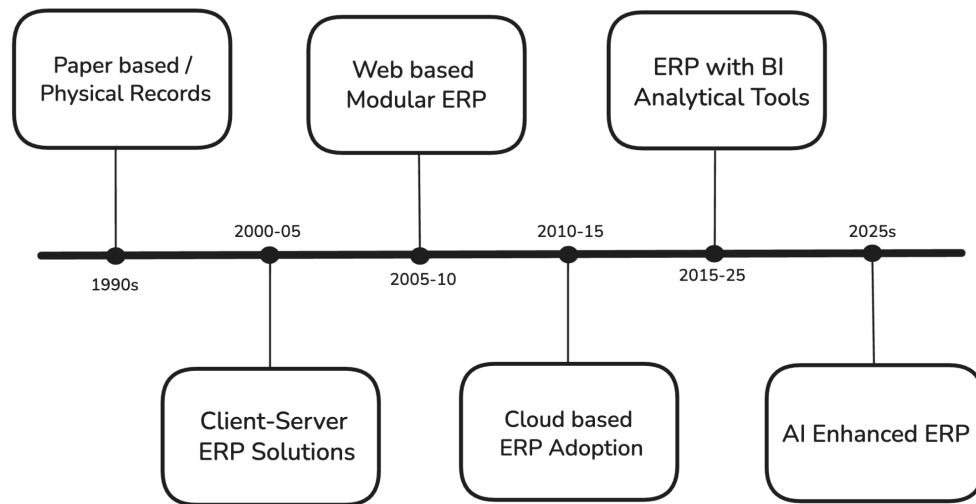 Paper based /
Physical Records
Web based
Modular ERP
ERP with BI
Analytical Tools
2000-05
2010-15
2025s
1990s
2005-10
2015-25
Client-Server
ERP Solutions
Cloud based
ERP Adoption
AI Enhanced ERP